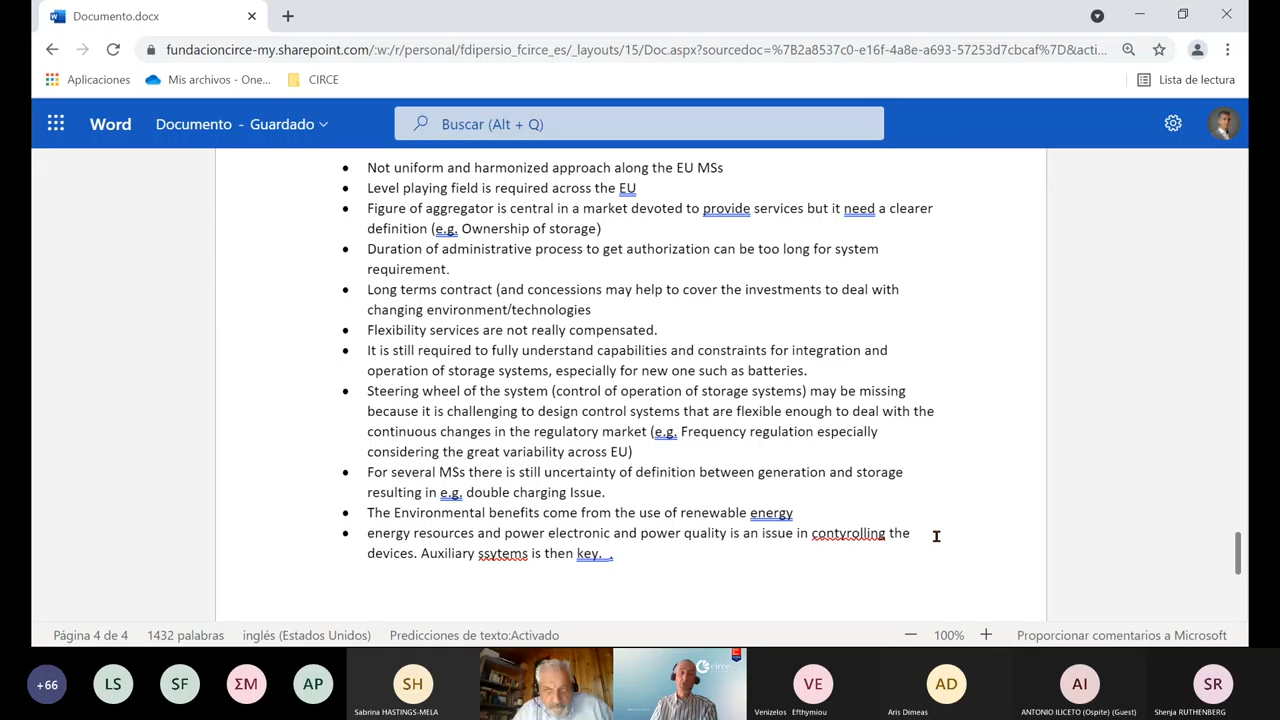 Documento.docx
fundacioncirce-my.sharepoint.com/:w:/r/personal/fdipersio_fcirce_es/_layouts/15/Doc.aspx?sourcedoc=%7B2a8537c0-e16f-4a8e-a693-57253d7cbcaf%7D&acti...
Aplicaciones Mis archivos - One... CIRCE Lista de lectura
Word Documento - Guardado Buscar (Alt + Q)
• Not uniform and harmonized approach along the EU MSs
• Level playing field is required across the EU
• Figure of aggregator is central in a market devoted to provide services but it need a clearer
definition (e.g. Ownership of storage)
• Duration of administrative process to get authorization can be too long for system
requirement.
• Long terms contract (and concessions may help to cover the investments to deal with
changing environment/technologies
• Flexibility services are not really compensated.
• It is still required to fully understand capabilities and constraints for integration and
operation of storage systems, especially for new one such as batteries.
• Steering wheel of the system (control of operation of storage systems) may be missing
because it is challenging to design control systems that are flexible enough to deal with the
continuous changes in the regulatory market (e.g. Frequency regulation especially
considering the great variability across EU)
• For several MSs there is still uncertainty of definition between generation and storage
resulting in e.g. double charging Issue.
• The Environmental benefits come from the use of renewable energy
• energy resources and power electronic and power quality is an issue in contyrolling the
devices. Auxiliary ssytems is then key. .
Página 4 de 4 1432 palabras inglés (Estados Unidos) Predicciones de texto:Activado 100% Proporcionar comentarios a Microsoft
+66 LS SF ΣM AP SH circe VE AD AI SR
Sabrina HASTINGS-MELA Venizelos Efthymiou Aris Dimeas ANTONIO ILICETO (Ospite) (Guest) Shenja RUTHENBERG